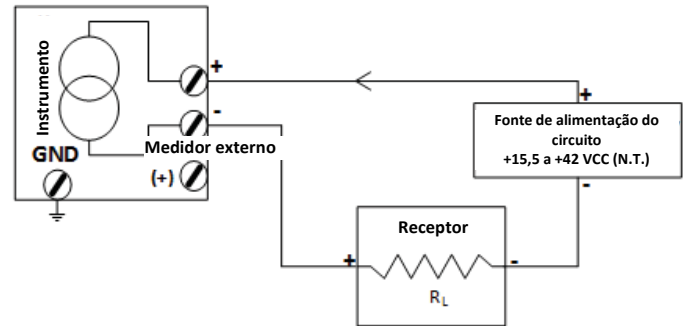 Instrumento
+
-
Medidor externo
GND
(+)
+
Fonte de alimentação do
circuito
+15,5 a +42 VCC (N.T.)
-
Receptor
+
-
RL